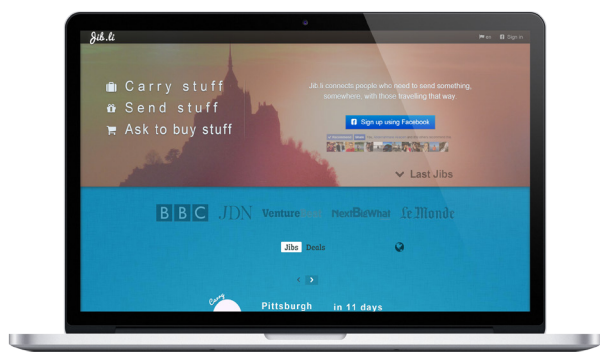 Jib.li
en Sign in
Carry stuff
Send stuff
Ask to buy stuff
Jib.li connects people who need to send something,
somewhere, with those travelling that way.
Sign up using Facebook
Last Jibs
BBC JDN VentureBeat NextBigWhat Le Monde
Jibs Deals
Carry
Pittsburgh in 11 days